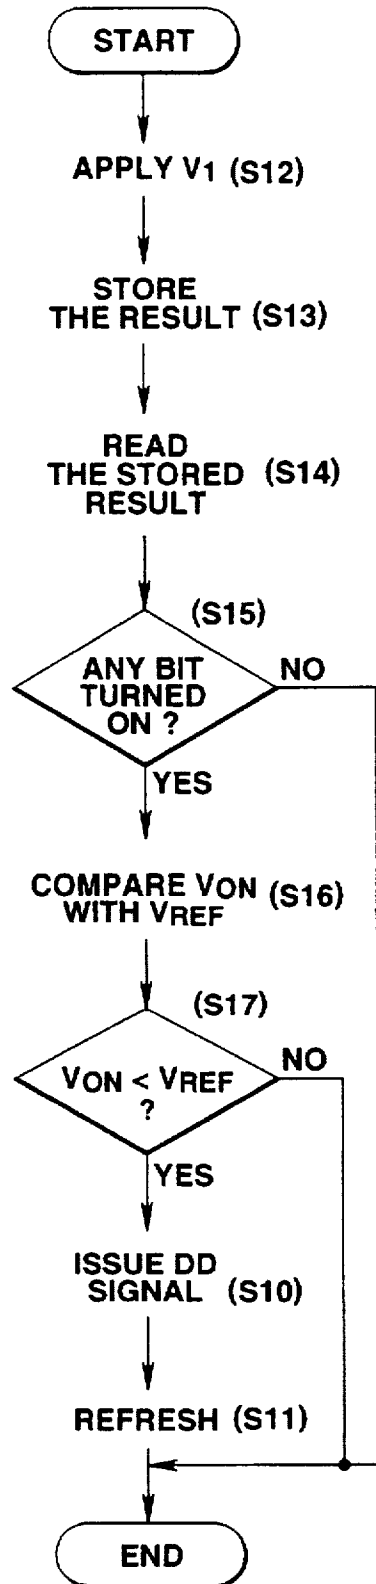 START
APPLY V1 (S12)
STORE
THE RESULT (S13)
READ
THE STORED (S14)
RESULT
(S15)
ANY BIT
TURNED
ON ?
NO
YES
COMPARE VON (S16)
WITH VREF
(S17)
VON < VREF
?
NO
YES
ISSUE DD
SIGNAL (S10)
REFRESH (S11)
END